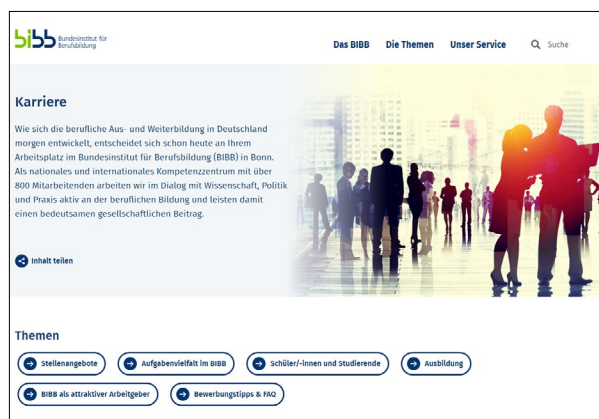 bibb Bundesinstitut für
Berufsbildung
Das BIBB Die Themen Unser Service Suche
Karriere
Wie sich die berufliche Aus- und Weiterbildung in Deutschland
morgen entwickelt, entscheidet sich schon heute an Ihrem
Arbeitsplatz im Bundesinstitut für Berufsbildung (BIBB) in Bonn.
Als nationales und internationales Kompetenzzentrum mit über
800 Mitarbeitenden arbeiten wir im Dialog mit Wissenschaft, Politik
und Praxis aktiv an der beruflichen Bildung und leisten damit
einen bedeutsamen gesellschaftlichen Beitrag.
Inhalt teilen
Themen
Stellenangebote Aufgabenvielfalt im BIBB Schüler/-innen und Studierende Ausbildung
BIBB als attraktiver Arbeitgeber Bewerbungstipps & FAQ